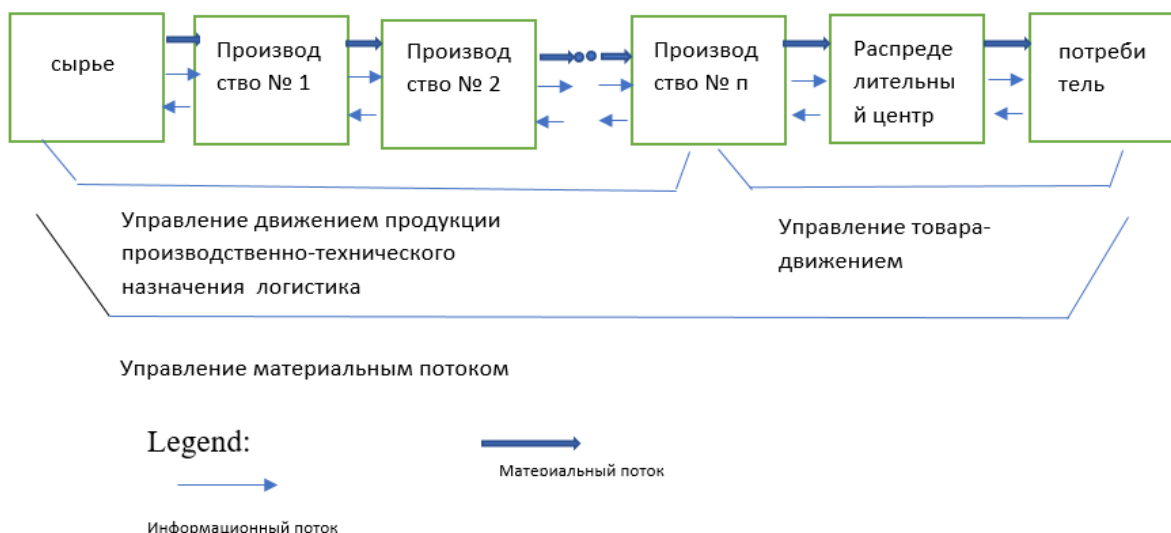 сырье
Производ
ство № 1
Производ
ство № 2
Производ
ство № п
Распреде
лительны
й центр
потреби
тель
Управление движением продукции
производственно-технического
назначения логистика
Управление товара-
движением
Управление материальным потоком
Legend:
Материальный поток
Информационный поток